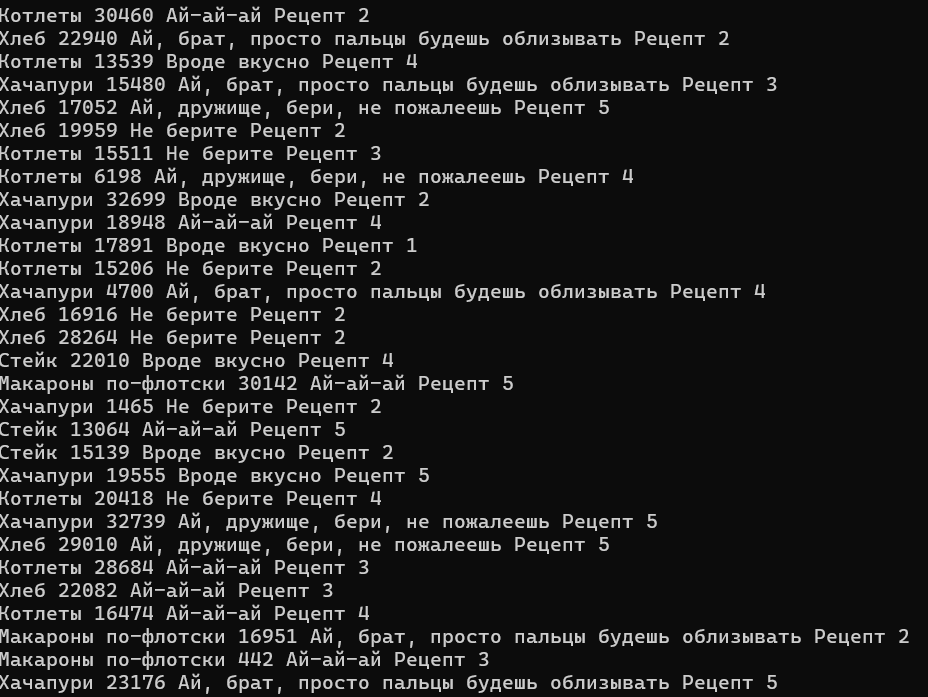 Котлеты 30460 Ай-ай-ай Рецепт 2
Хлеб 22940 Ай, брат, просто пальцы будешь облизывать Рецепт 2
Котлеты 13539 Вроде вкусно Рецепт 4
Хачапури 15480 Ай, брат, просто пальцы будешь облизывать Рецепт 3
Хлеб 17052 Ай, дружище, бери, не пожалеешь Рецепт 5
Хлеб 19959 Не берите Рецепт 2
Котлеты 15511 Не берите Рецепт 3
Котлеты 6198 Ай, дружище, бери, не пожалеешь Рецепт 4
Хачапури 32699 Вроде вкусно Рецепт 2
Хачапури 18948 Ай-ай-ай Рецепт 4
Котлеты 17891 Вроде вкусно Рецепт 1
Котлеты 15206 Не берите Рецепт 2
Хачапури 4700 Ай, брат, просто пальцы будешь облизывать Рецепт 4
Хлеб 16916 Не берите Рецепт 2
Хлеб 28264 Не берите Рецепт 2
Стейк 22010 Вроде вкусно Рецепт 4
Макароны по-флотски 30142 Ай-ай-ай Рецепт 5
Хачапури 1465 Не берите Рецепт 2
Стейк 13064 Ай-ай-ай Рецепт 5
Стейк 15139 Вроде вкусно Рецепт 2
Хачапури 19555 Вроде вкусно Рецепт 5
Котлеты 20418 Не берите Рецепт 4
Хачапури 32739 Ай, дружище, бери, не пожалеешь Рецепт 5
Хлеб 29010 Ай, дружище, бери, не пожалеешь Рецепт 5
Котлеты 28684 Ай-ай-ай Рецепт 3
Хлеб 22082 Ай-ай-ай Рецепт 3
Котлеты 16474 Ай-ай-ай Рецепт 4
Макароны по-флотски 16951 Ай, брат, просто пальцы будешь облизывать Рецепт 2
Макароны по-флотски 442 Ай-ай-ай Рецепт 3
Хачапури 23176 Ай, брат, просто пальцы будешь облизывать Рецепт 5